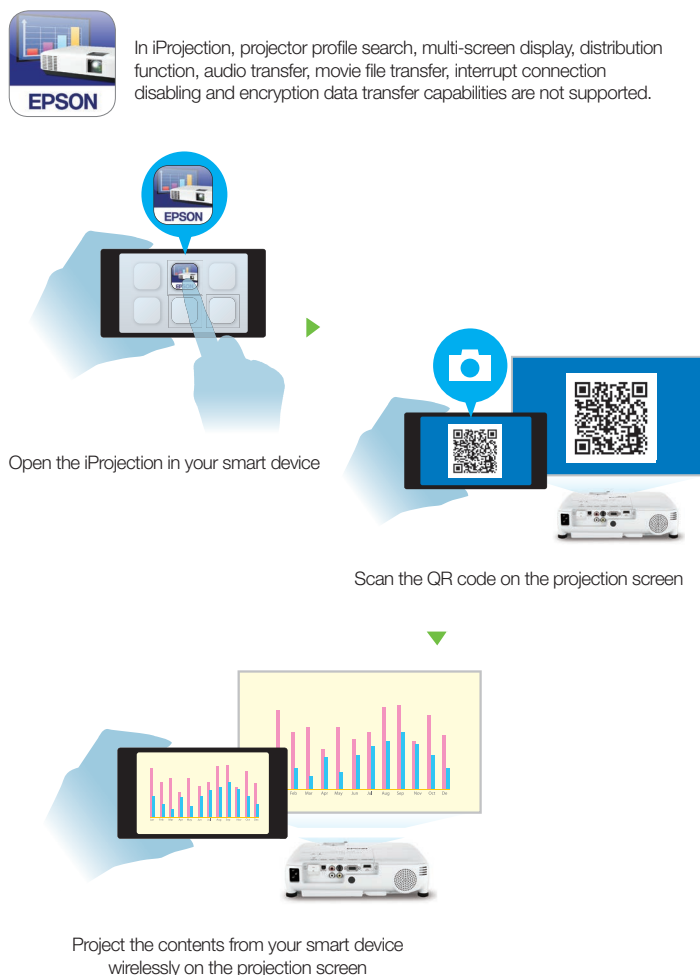 In iProjection, projector profile search, multi-screen display, distribution
function, audio transfer, movie file transfer, interrupt connection
disabling and encryption data transfer capabilities are not supported.
EPSON
EPSON
EPSON
Open the iProjection in your smart device
Scan the QR code on the projection screen
Feb Mar Apr May Jun Jul Aug Sep Nov Oct De
Project the contents from your smart device
wirelessly on the projection screen